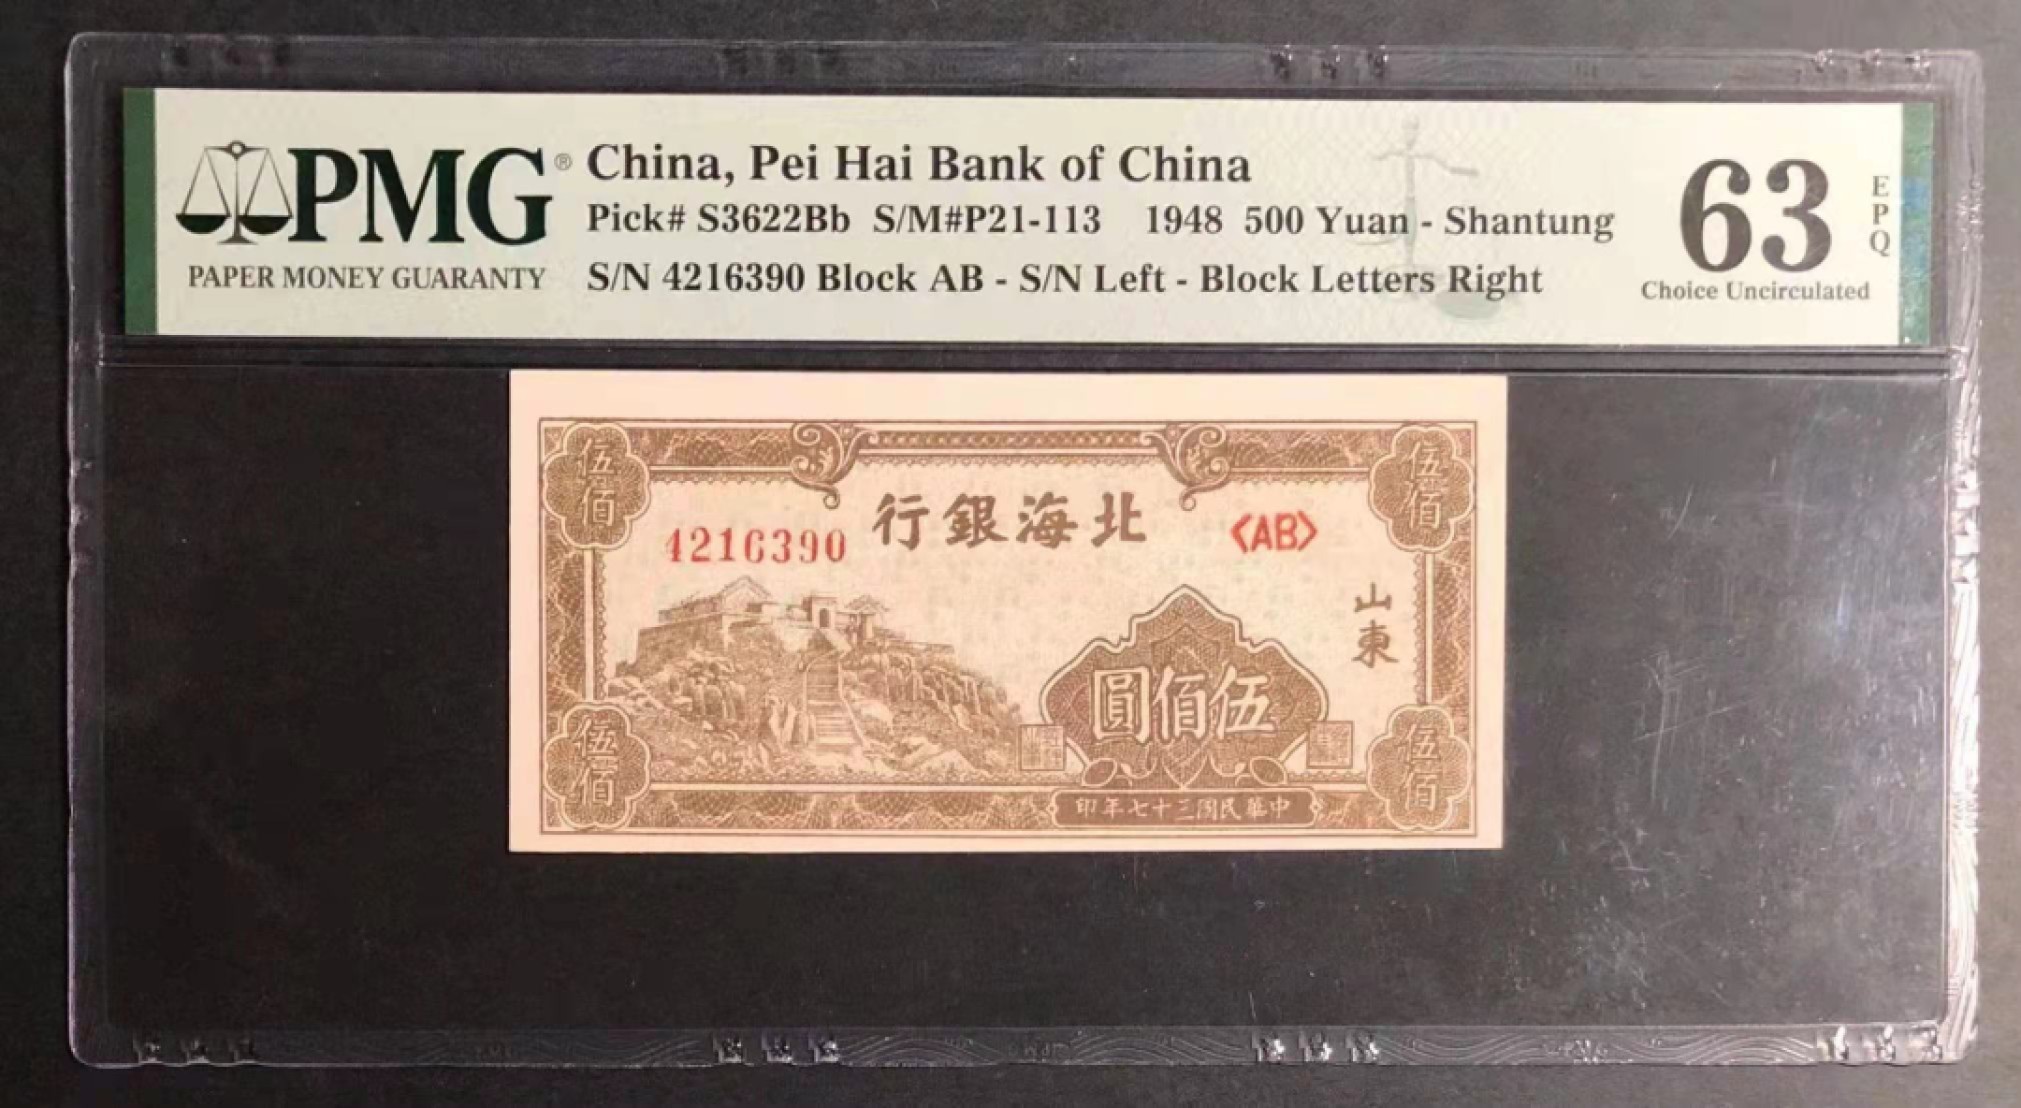 PMG®
PAPER MONEY GUARANTY
China, Pei Hai Bank of China
Pick# S3622Bb S/M#P21-113 1948 500 Yuan - Shantung
S/N 4216390 Block AB - S/N Left - Block Letters Right
63
EPQ
Choice Uncirculated
伍佰
伍佰
行銀海北
4216390
<AB>
山東
圓佰伍
伍佰
伍佰
印年七十三國民華中